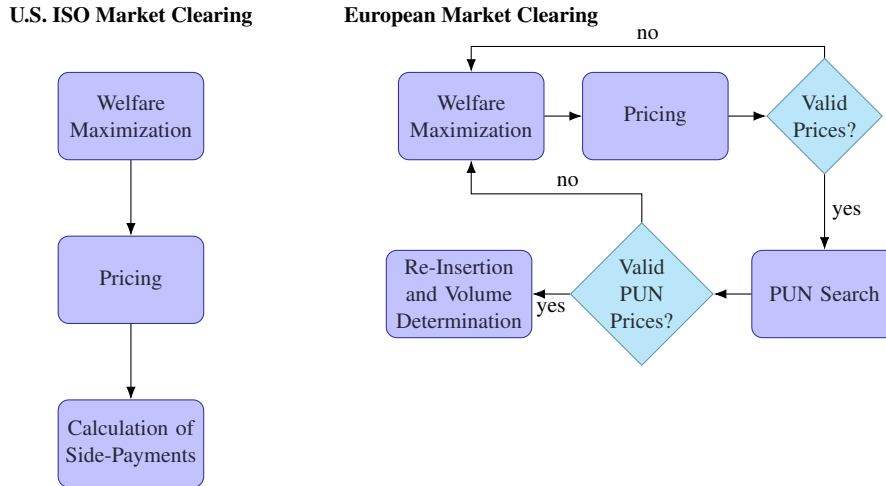 U.S. ISO Market Clearing
Welfare
Maximization
Pricing
Calculation of
Side-Payments
European Market Clearing
no
Welfare
Maximization
Pricing
Valid
Prices?
no
yes
Re-Insertion
and Volume
Determination
yes
Valid
PUN
Prices?
PUN Search